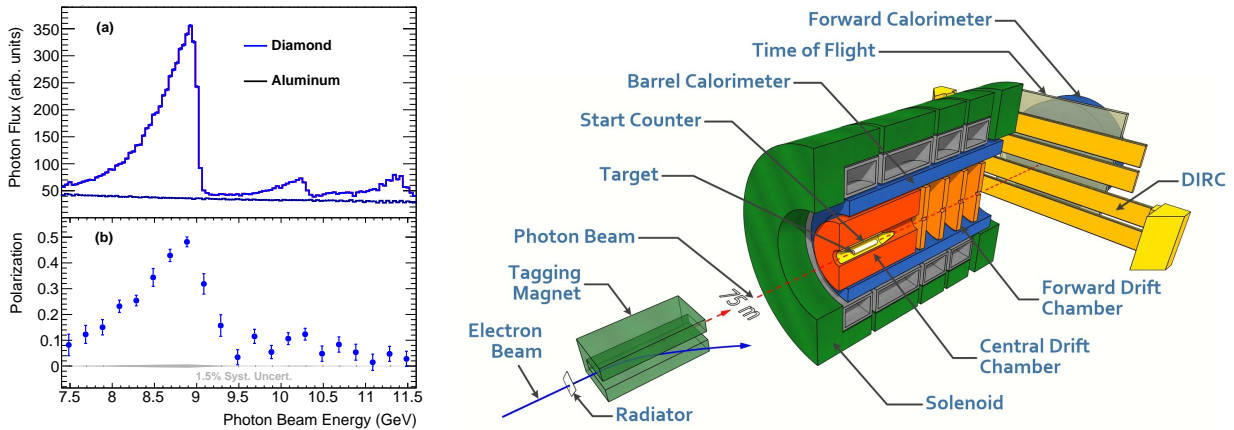 (a)
Diamond
Aluminum
Photon Flux (arb. units)
350
300
250
200
150
100
50
(b)
Polarization
0.5
0.4
0.3
0.2
0.1
0
1.5% Syst. Uncert.
7.5 8 8.5 9 9.5 10 10.5 11 11.5
Photon Beam Energy (GeV)
Forward Calorimeter
Time of Flight
Barrel Calorimeter
Start Counter
Target
DIRC
Photon Beam
Tagging
Magnet
75 m
Forward Drift
Chamber
Electron
Beam
Central Drift
Chamber
Radiator
Solenoid